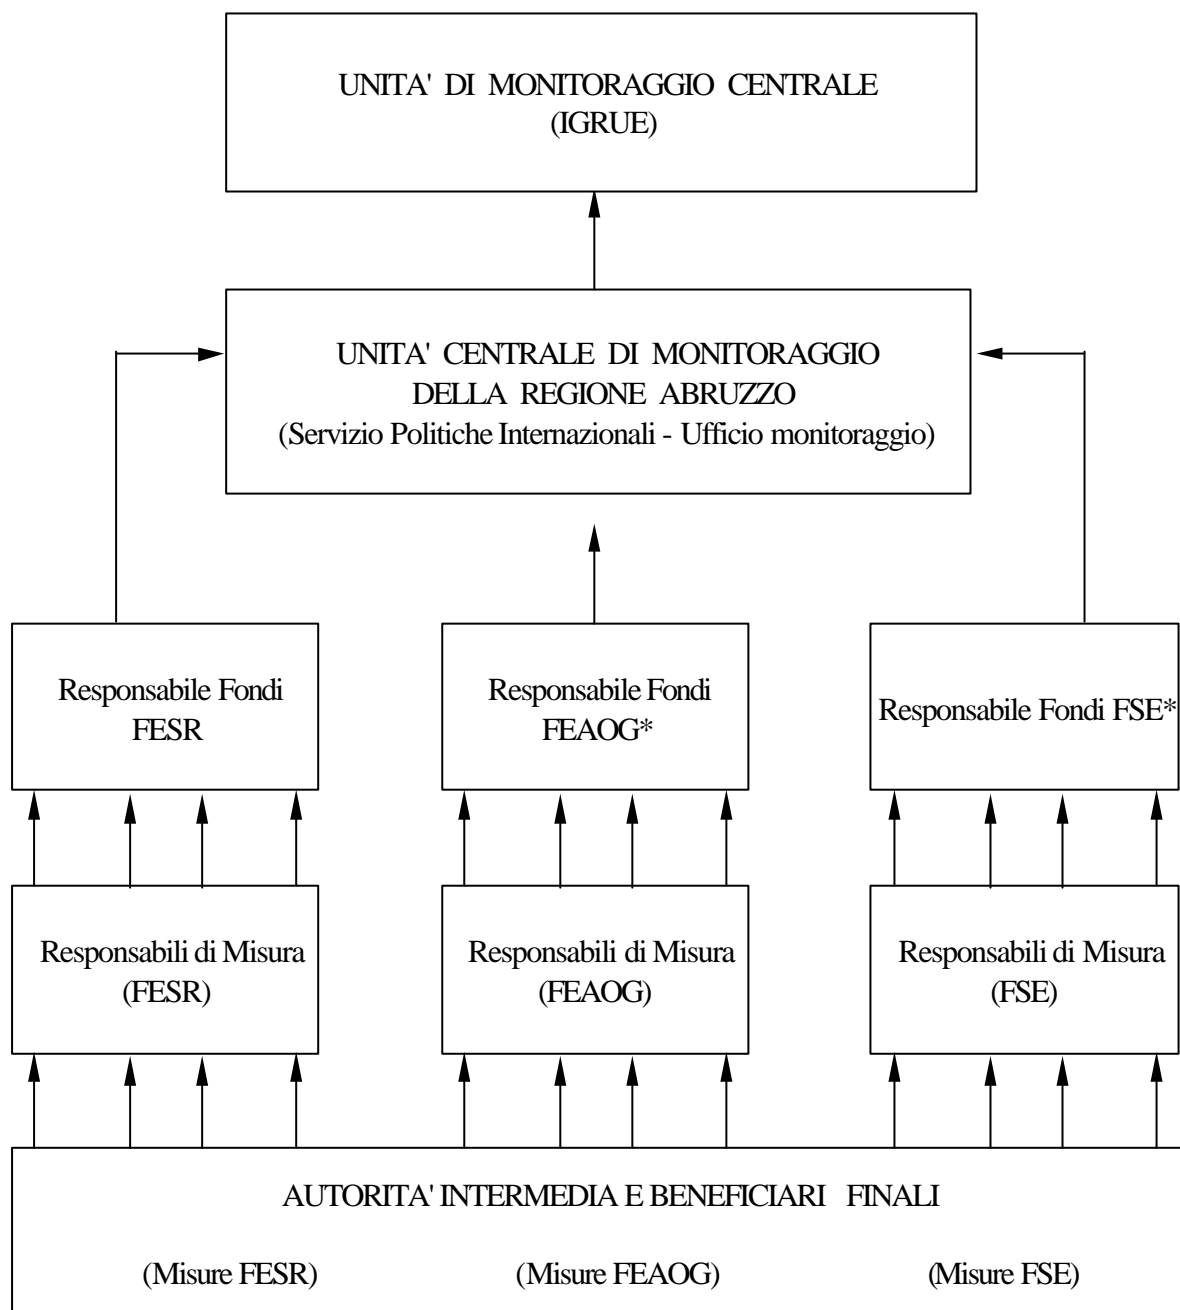 UNITA' DI MONITORAGGIO CENTRALE
(IGRUE)
UNITA' CENTRALE DI MONITORAGGIO
DELLA REGIONE ABRUZZO
(Servizio Politiche Internazionali - Ufficio monitoraggio)
Responsabile Fondi
FESR
Responsabile Fondi
FEAOG*
Responsabile Fondi FSE*
Responsabili di Misura
(FESR)
Responsabili di Misura
(FEAOG)
Responsabili di Misura
(FSE)
AUTORITA' INTERMEDIA E BENEFICIARI FINALI
(Misure FESR) (Misure FEAOG) (Misure FSE)